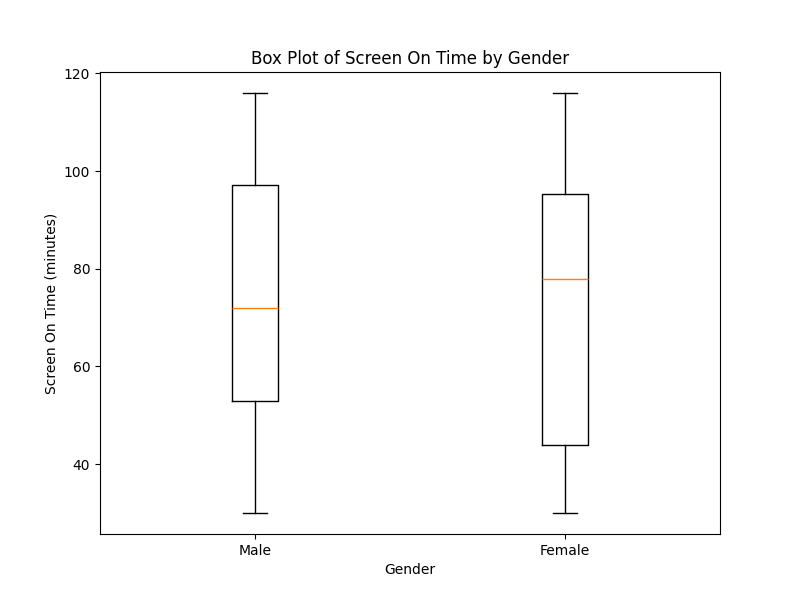 Box Plot of Screen On Time by Gender
120
100
80
60
40
Screen On Time (minutes)
Male Female
Gender